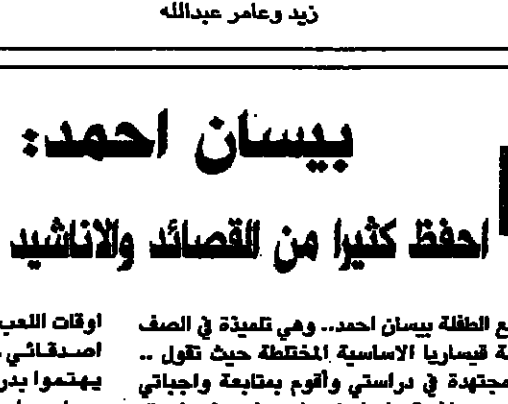 زيد وعامر عبدالله
بيسان احمد:
احفظ كثيرا من القصائد والاناشيد
ع الطفلة بيسان احمد.. وهي تلميذة في الصف
ة قيساريا الاساسية المختلطة حيث تقول ..
مجتهدة في دراستي وأقوم بمتابعة واجباتي
اوقات اللعب
اصدقائي
يهتموا بدر